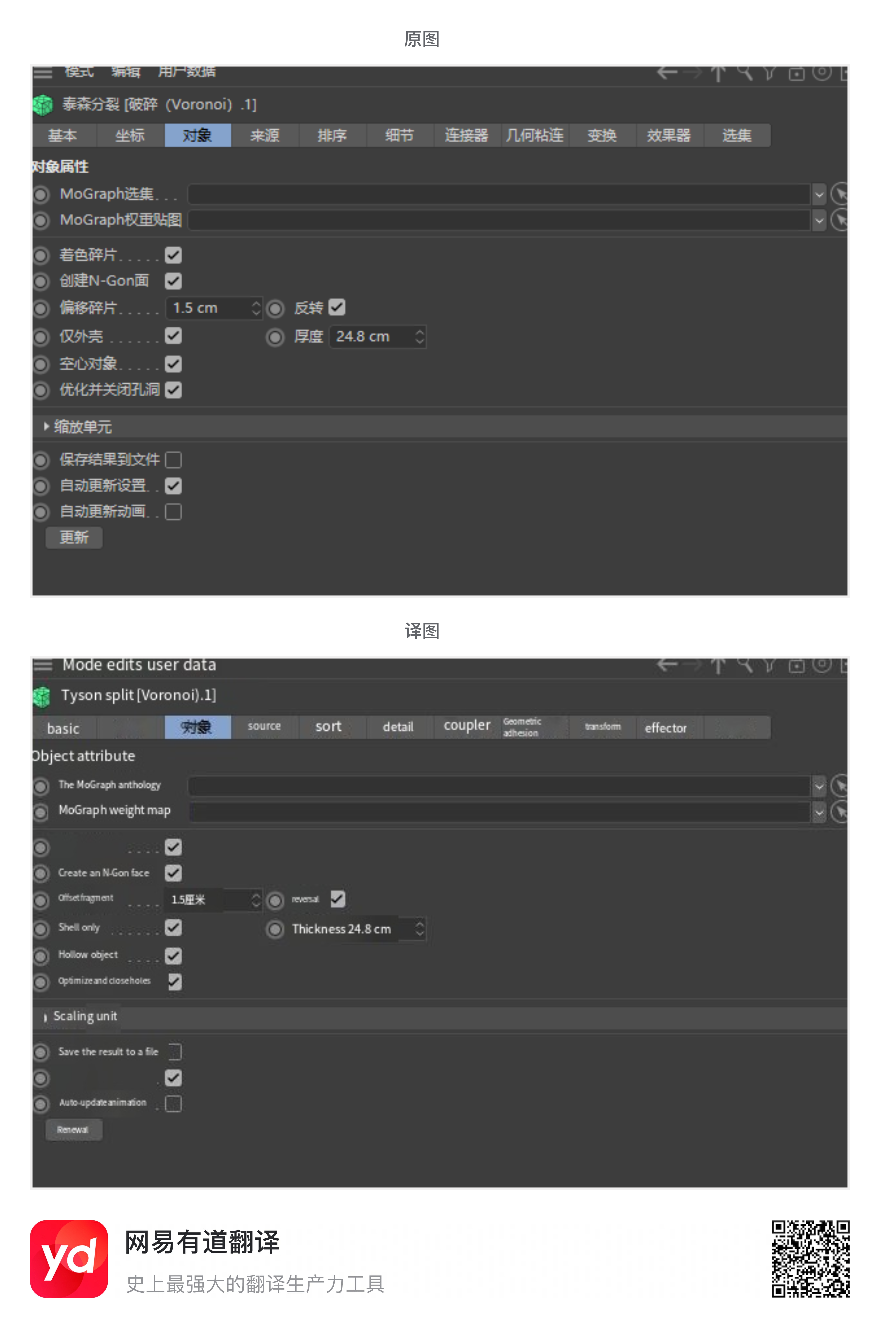 原图
模式 编辑 用户数据
泰森分裂 [破碎 (Voronoi) .1]
基本 坐标 对象 来源 排序 细节 连接器 几何粘连 变换 效果器 选集
对象属性
MoGraph选集. . .
MoGraph权重贴图
着色碎片. . . . .
创建N-Gon面
偏移碎片. . . . . 1.5 cm 反转
仅外壳 . . . . . . 厚度 24.8 cm
空心对象. . . . .
优化并关闭孔洞
缩放单元
保存结果到文件
自动更新设置. .
自动更新动画. .
更新
译图
Mode edits user data
Tyson split [Voronoi).1]
basic 对象 source sort detail coupler Geometric adhesion transform effector
Object attribute
The MoGraph anthology
MoGraph weight map
. . . .
Create an N-Gon face
Offset fragment . . . . 1.5厘米 reversal
Shell only . . . . . . Thickness 24.8 cm
Hollow object . . . .
Optimize and close holes
Scaling unit
Save the result to a file
.
Auto-update animation .
Renewal
yd 网易有道翻译
史上最强大的翻译生产力工具